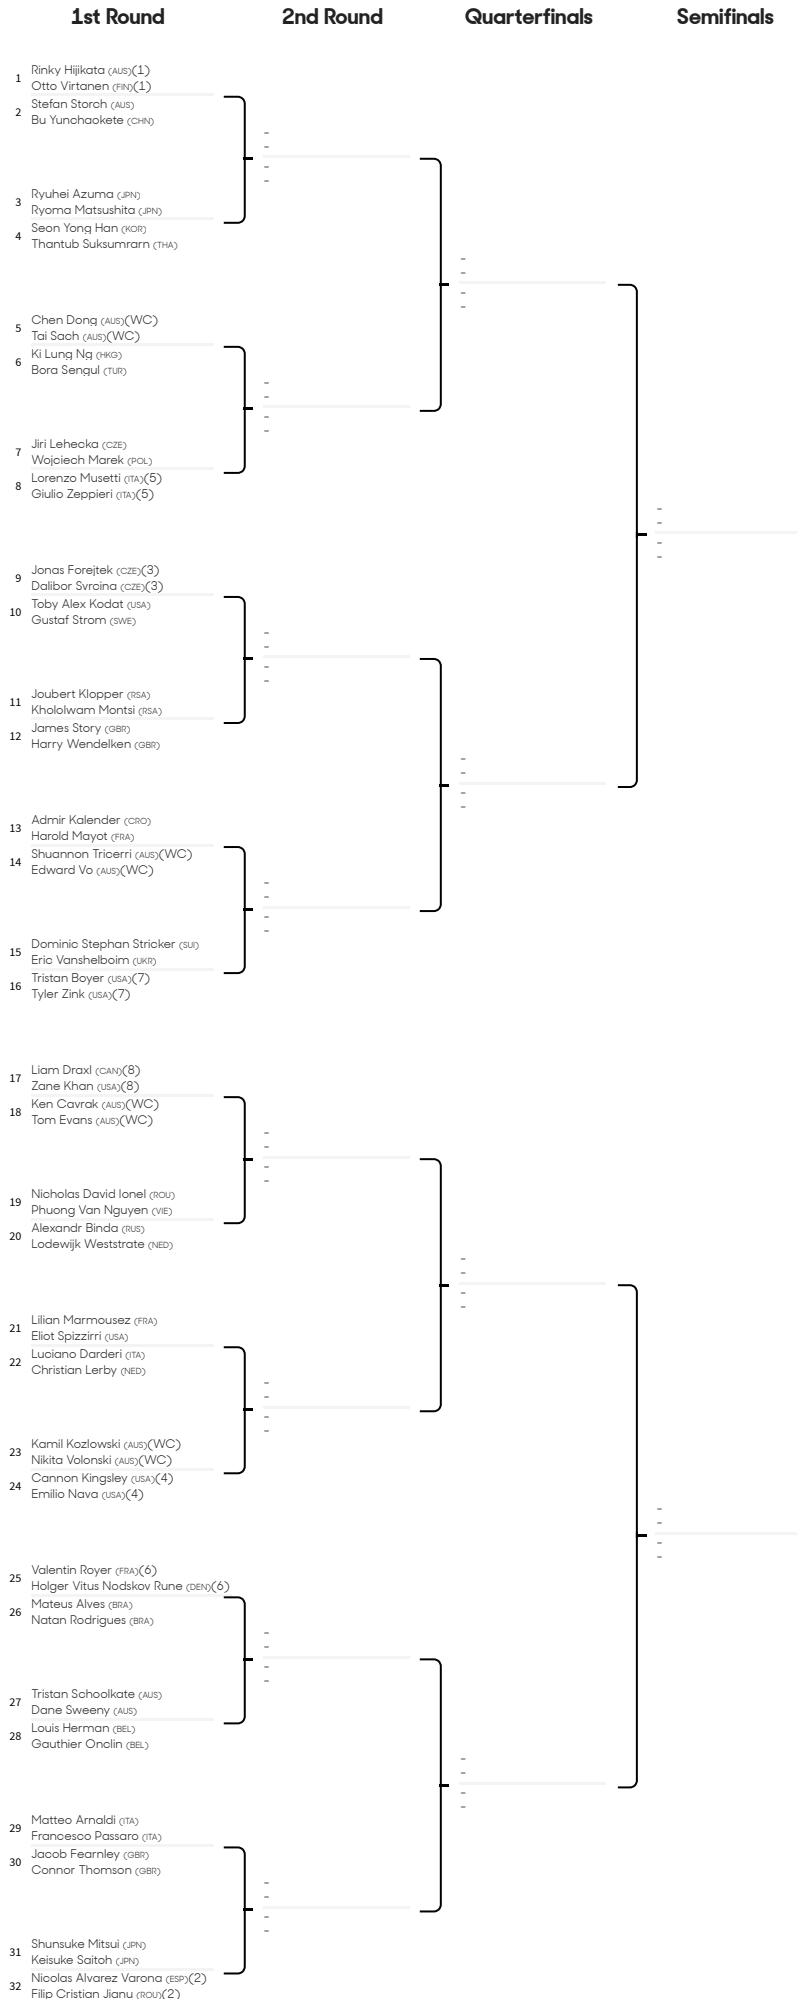 1st Round
2nd Round
Quarterfinals
Semifinals
1
Rinky Hijikata (AUS)(1)
Otto Virtanen (FIN)(1)
2
Stefan Storch (AUS)
Bu Yunchaokete (CHN)
3
Ryuhei Azuma (JPN)
Ryoma Matsushita (JPN)
4
Seon Yong Han (KOR)
Thantub Suksumrarn (THA)
5
Chen Dong (AUS)(WC)
Tai Sach (AUS)(WC)
6
Ki Lung Ng (HKG)
Bora Sengul (TUR)
7
Jiri Lehecka (CZE)
Wojciech Marek (POL)
8
Lorenzo Musetti (ITA)(5)
Giulio Zeppieri (ITA)(5)
9
Jonas Forejtek (CZE)(3)
Dalibor Svrcina (CZE)(3)
10
Toby Alex Kodat (USA)
Gustaf Strom (SWE)
11
Joubert Klopper (RSA)
Khololwam Montsi (RSA)
12
James Story (GBR)
Harry Wendelken (GBR)
13
Admir Kalender (CRO)
Harold Mayot (FRA)
14
Shuannon Tricerri (AUS)(WC)
Edward Vo (AUS)(WC)
15
Dominic Stephan Stricker (SUI)
Eric Vanshelboim (UKR)
16
Tristan Boyer (USA)(7)
Tyler Zink (USA)(7)
17
Liam Draxl (CAN)(8)
Zane Khan (USA)(8)
18
Ken Cavrak (AUS)(WC)
Tom Evans (AUS)(WC)
19
Nicholas David Ionel (ROU)
Phuong Van Nguyen (VIE)
20
Alexandr Binda (RUS)
Lodewijk Weststrate (NED)
21
Lilian Marmousez (FRA)
Eliot Spizzirri (USA)
22
Luciano Darderi (ITA)
Christian Lerby (NED)
23
Kamil Kozlowski (AUS)(WC)
Nikita Volonski (AUS)(WC)
24
Cannon Kingsley (USA)(4)
Emilio Nava (USA)(4)
25
Valentin Royer (FRA)(6)
Holger Vitus Nodskov Rune (DEN)(6)
26
Mateus Alves (BRA)
Natan Rodrigues (BRA)
27
Tristan Schoolkate (AUS)
Dane Sweeny (AUS)
28
Louis Herman (BEL)
Gauthier Onclin (BEL)
29
Matteo Arnaldi (ITA)
Francesco Passaro (ITA)
30
Jacob Fearnley (GBR)
Connor Thomson (GBR)
31
Shunsuke Mitsui (JPN)
Keisuke Saitoh (JPN)
32
Nicolas Alvarez Varona (ESP)(2)
Filip Cristian Jianu (ROU)(2)